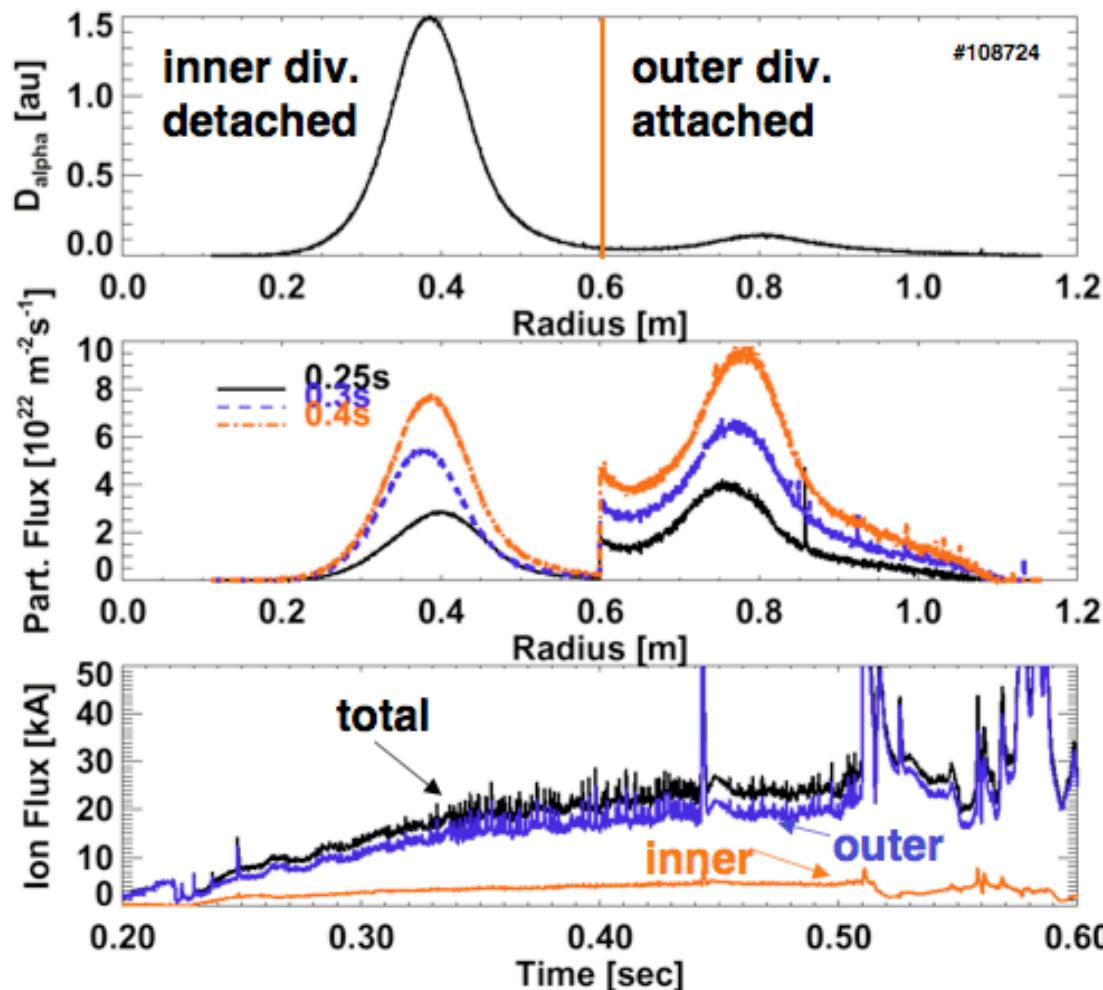 1.5
1.0
0.5
0.0
D_alpha [au]
inner div.
detached
outer div.
attached
#108724
0.0 0.2 0.4 0.6 0.8 1.0 1.2
Radius [m]
10
8
6
4
2
0
Part. Flux [10²² m⁻²s⁻¹]
0.25s
0.3s
0.4s
0.0 0.2 0.4 0.6 0.8 1.0 1.2
Radius [m]
50
40
30
20
10
0
Ion Flux [kA]
total
outer
inner
0.20 0.30 0.40 0.50 0.60
Time [sec]